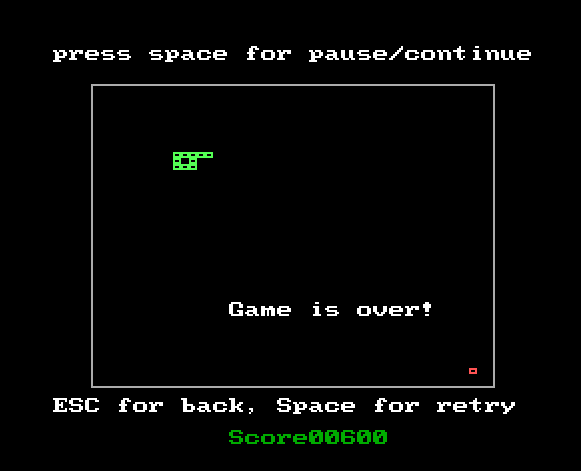 press space for pause/continue
Game is over!
ESC for back, Space for retry
Score00600